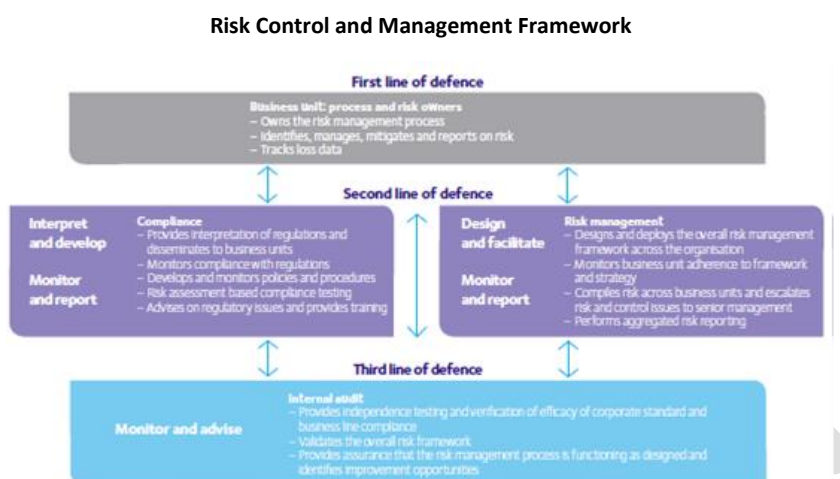 Risk Control and Management Framework
First line of defence
Business unit: process and risk owners
– Owns the risk management process
– Identifies, manages, mitigates and reports on risk
– Tracks loss data
Second line of defence
Interpret
and develop
Monitor
and report
Compliance
– Provides interpretation of regulations and
disseminates to business units
– Monitors compliance with regulations
– Develops and monitors policies and procedures
– Risk assessment based compliance testing
– Advises on regulatory issues and provides training
Design
and facilitate
Monitor
and report
Risk management
– Designs and deploys the overall risk management
framework across the organisation
– Monitors business unit adherence to framework
and strategy
– Compiles risk across business units and escalates
risk and control issues to senior management
– Performs aggregated risk reporting
Third line of defence
Monitor and advise
Internal audit
– Provides independence testing and verification of efficacy of corporate standard and
business line compliance
– Validates the overall risk framework
– Provides assurance that the risk management process is functioning as designed and
identifies improvement opportunities